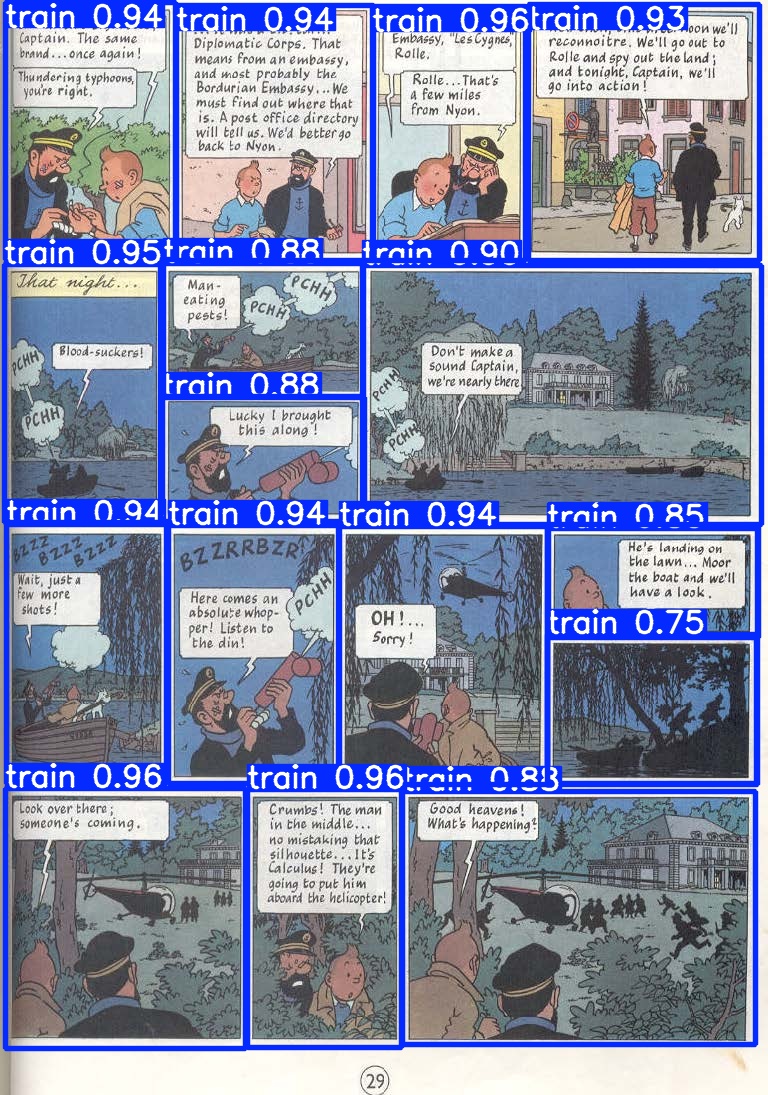 train 0.94
Captain. The same
brand...once again!
Thundering typhoons,
you're right.
train 0.94
Diplomatic Corps. That
means from an embassy,
and most probably the
Bordurian Embassy... We
must find out where that
is. A post office directory
will tell us. We'd better go
back to Nyon.
train 0.96
Embassy, "Les Cygnes,
Rolle.
Rolle...That's
a few miles
from Nyon.
train 0.93
noon we'll
reconnoitre. We'll go out to
Rolle and spy out the land;
and tonight, Captain, we'll
go into action!
train 0.95
That night...
Blood-suckers!
PCHH
PCHH
train 0.88
Man-
eating
pests!
PCHH
PCHH
train 0.88
Lucky I brought
this along!
train 0.90
Don't make a
sound Captain,
we're nearly there
PCHH
PCHH
train 0.94
BZZZ
BZZZ
BZZZ
Wait, just a
few more
shots!
train 0.94
BZZRRBZR!
Here comes an
absolute whop-
per! Listen to
the din!
PCHH
train 0.94
OH!...
Sorry!
train 0.85
He's landing on
the lawn... Moor
the boat and we'll
have a look.
train 0.75
train 0.96
Look over there;
someone's coming.
train 0.96
Crumbs! The man
in the middle...
no mistaking that
silhouette...It's
Calculus! They're
going to put him
aboard the helicopter!
train 0.88
Good heavens!
What's happening?
29